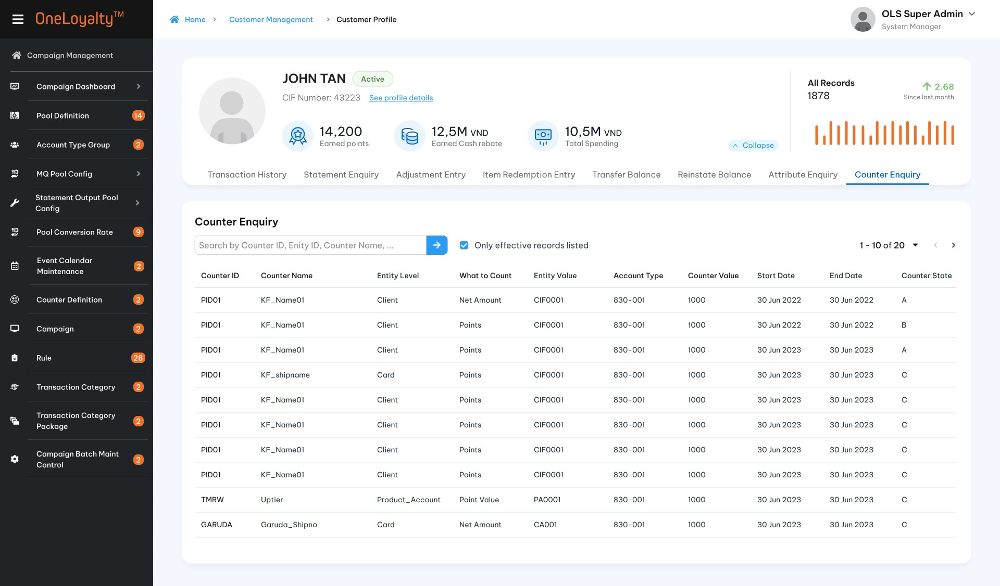 OneLoyalty™
Home > Customer Management > Customer Profile
OLS Super Admin
System Manager
Campaign Management
Campaign Dashboard
Pool Definition 14
Account Type Group 2
MQ Pool Config
Statement Output Pool
Config
Pool Conversion Rate 9
Event Calendar
Maintenance 2
Counter Definition 2
Campaign 2
Rule 28
Transaction Category 2
Transaction Category
Package 2
Campaign Batch Maint
Control 2
JOHN TAN Active
CIF Number: 43223 See profile details
14,200
Earned points
12,5M VND
Earned Cash rebate
10,5M VND
Total Spending
Collapse
All Records
1878
2.68
Since last month
Transaction History Statement Enquiry Adjustment Entry Item Redemption Entry Transfer Balance Reinstate Balance Attribute Enquiry Counter Enquiry
Counter Enquiry
Search by Counter ID, Enity ID, Counter Name, ... Only effective records listed 1 - 10 of 20
Counter ID Counter Name Entity Level What to Count Entity Value Account Type Counter Value Start Date End Date Counter State
PID01 KF_Name01 Client Net Amount CIF0001 830-001 1000 30 Jun 2022 30 Jun 2022 A
PID01 KF_Name01 Client Points CIF0001 830-001 1000 30 Jun 2022 30 Jun 2022 B
PID01 KF_Name01 Client Points CIF0001 830-001 1000 30 Jun 2023 30 Jun 2023 A
PID01 KF_shipname Card Points CIF0001 830-001 1000 30 Jun 2023 30 Jun 2023 C
PID01 KF_Name01 Client Points CIF0001 830-001 1000 30 Jun 2023 30 Jun 2023 C
PID01 KF_Name01 Client Points CIF0001 830-001 1000 30 Jun 2023 30 Jun 2023 C
PID01 KF_Name01 Client Points CIF0001 830-001 1000 30 Jun 2023 30 Jun 2023 C
PID01 KF_Name01 Client Points CIF0001 830-001 1000 30 Jun 2023 30 Jun 2023 C
TMRW Uptier Product_Account Point Value PA0001 830-001 1000 30 Jun 2023 30 Jun 2023 C
GARUDA Garuda_Shipno Card Net Amount CA001 830-001 1000 30 Jun 2023 30 Jun 2023 C